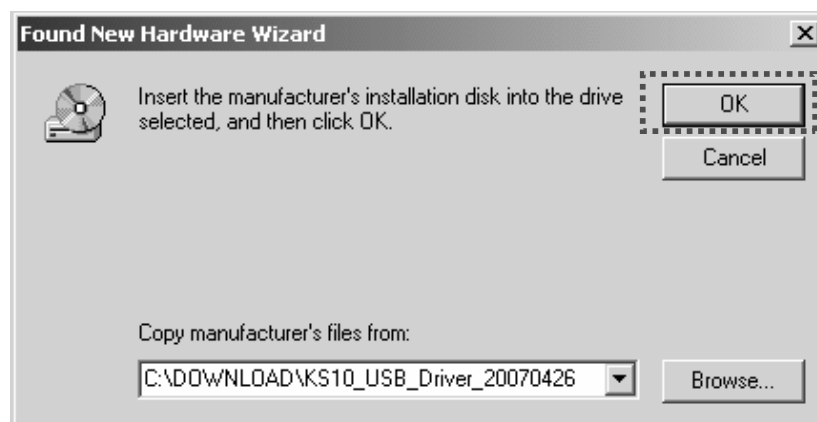 Found New Hardware Wizard
Insert the manufacturer's installation disk into the drive
selected, and then click OK.
OK
Cancel
Copy manufacturer's files from:
C:\DOWNLOAD\KS10_USB_Driver_20070426
Browse...